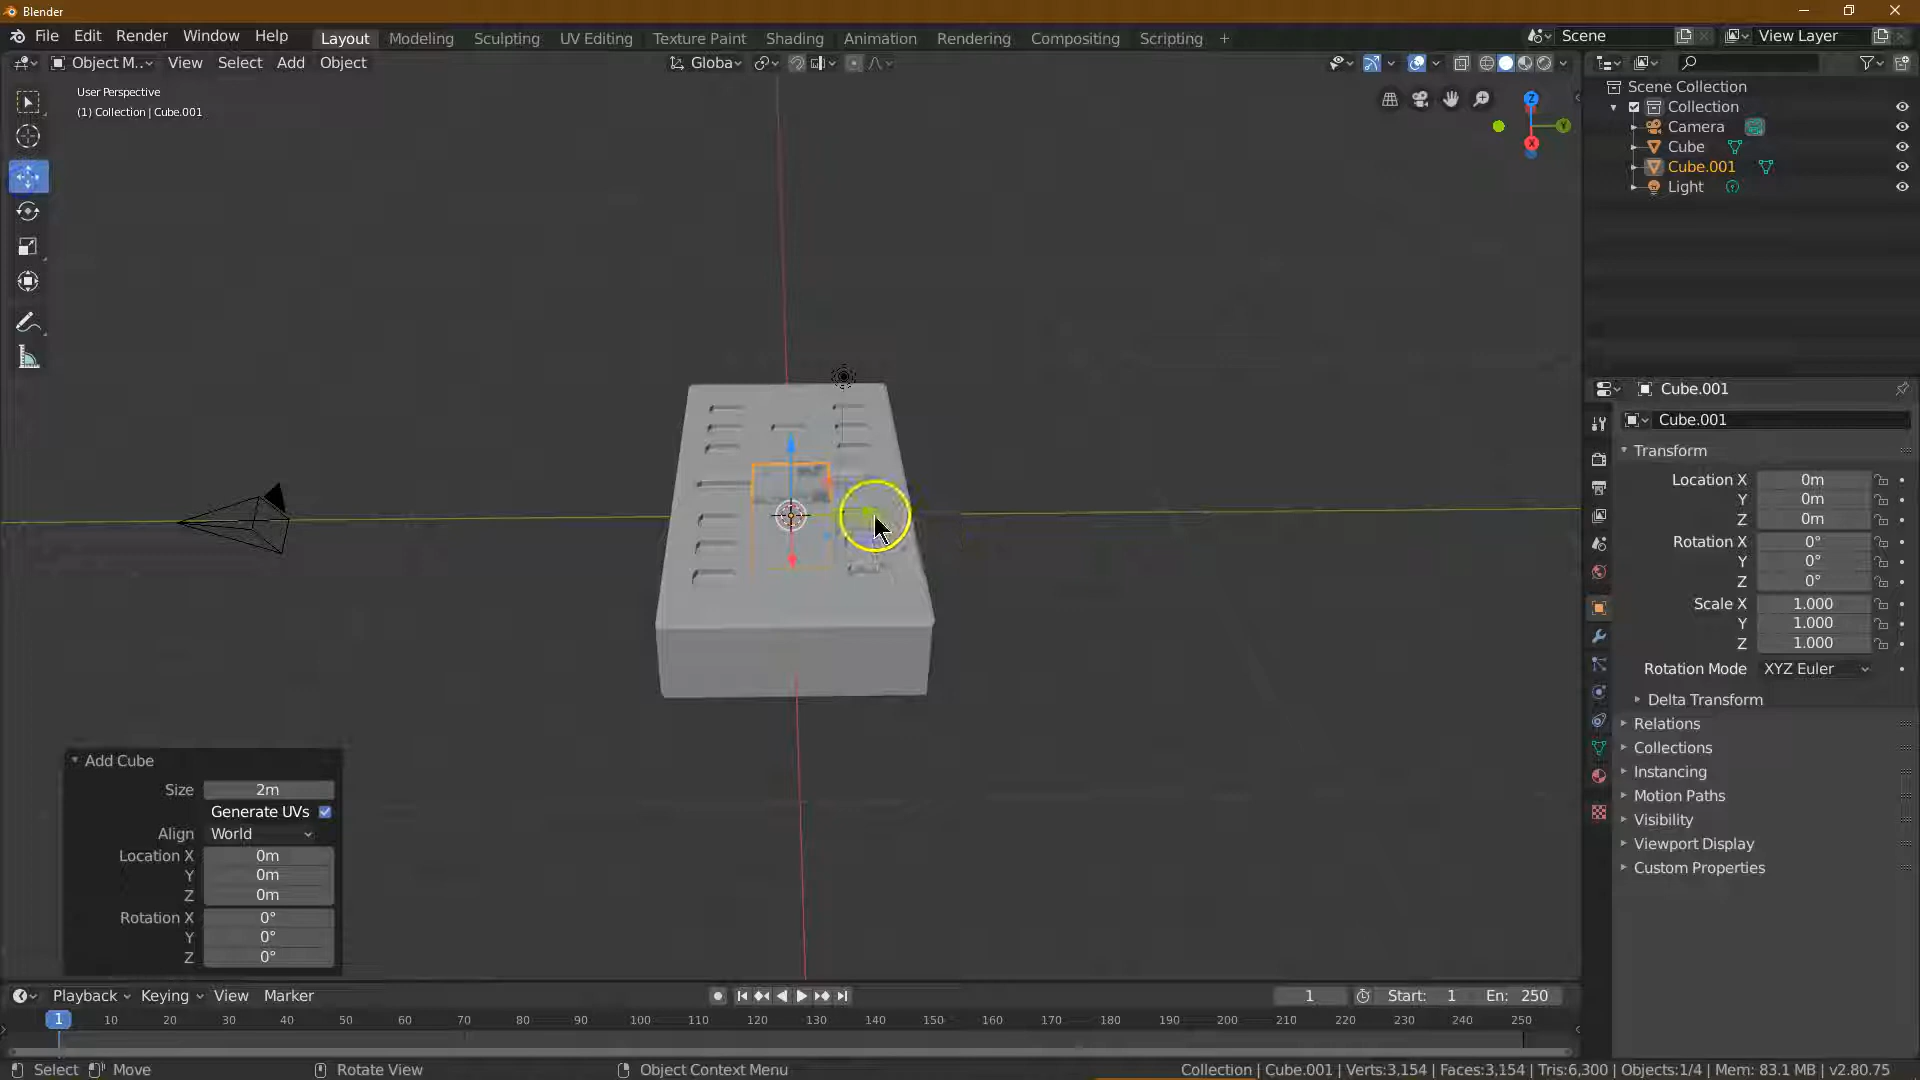 Blender
File Edit Render Window Help Layout Modeling Sculpting UV Editing Texture Paint Shading Animation Rendering Compositing Scripting + Scene View Layer
Object M.. View Select Add Object Globa
User Perspective
(1) Collection | Cube.001
Z
Y
X
Scene Collection
Collection
Camera
Cube
Cube.001
Light
Cube.001
Cube.001
Transform
Location X 0m
Y 0m
Z 0m
Rotation X 0°
Y 0°
Z 0°
Scale X 1.000
Y 1.000
Z 1.000
Rotation Mode XYZ Euler
Delta Transform
Relations
Collections
Instancing
Motion Paths
Visibility
Viewport Display
Custom Properties
Add Cube
Size 2m
Generate UVs
Align World
Location X 0m
Y 0m
Z 0m
Rotation X 0°
Y 0°
Z 0°
Playback Keying View Marker 1 Start: 1 En: 250
1 10 20 30 40 50 60 70 80 90 100 110 120 130 140 150 160 170 180 190 200 210 220 230 240 250
Select Move Rotate View Object Context Menu Collection | Cube.001 | Verts:3,154 | Faces:3,154 | Tris:6,300 | Objects:1/4 | Mem: 83.1 MB | v2.80.75